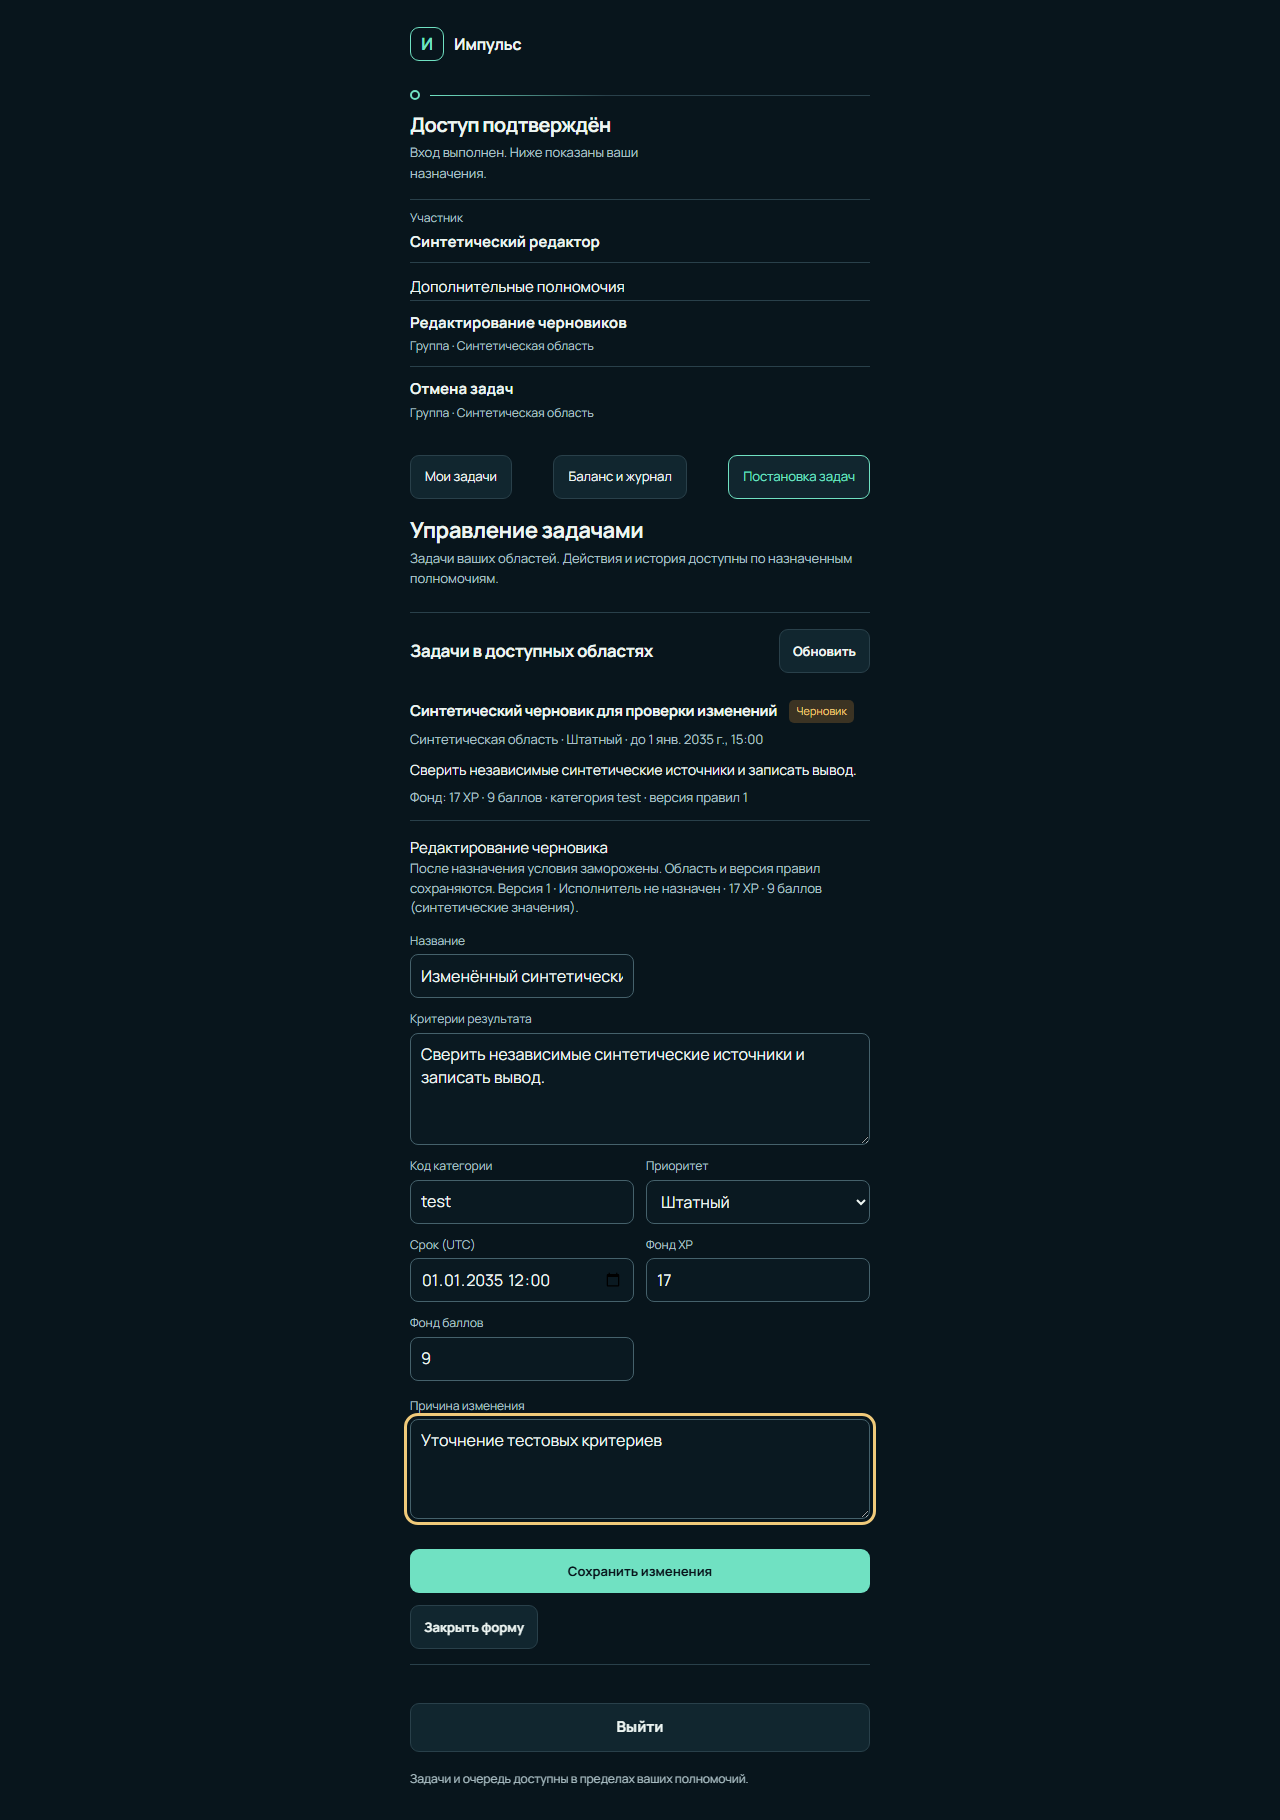 И Импульс
Доступ подтверждён
Вход выполнен. Ниже показаны ваши
назначения.
Участник
Синтетический редактор
Дополнительные полномочия
Редактирование черновиков
Группа · Синтетическая область
Отмена задач
Группа · Синтетическая область
Мои задачи Баланс и журнал Постановка задач
Управление задачами
Задачи ваших областей. Действия и история доступны по назначенным
полномочиям.
Задачи в доступных областях Обновить
Синтетический черновик для проверки изменений Черновик
Синтетическая область · Штатный · до 1 янв. 2035 г., 15:00
Сверить независимые синтетические источники и записать вывод.
Фонд: 17 XP · 9 баллов · категория test · версия правил 1
Редактирование черновика
После назначения условия заморожены. Область и версия правил
сохраняются. Версия 1 · Исполнитель не назначен · 17 XP · 9 баллов
(синтетические значения).
Название
Изменённый синтетически
Критерии результата
Сверить независимые синтетические источники и
записать вывод.
Код категории Приоритет
test Штатный
Срок (UTC) Фонд XP
01.01.2035 12:00 17
Фонд баллов
9
Причина изменения
Уточнение тестовых критериев
Сохранить изменения
Закрыть форму
Выйти
Задачи и очередь доступны в пределах ваших полномочий.